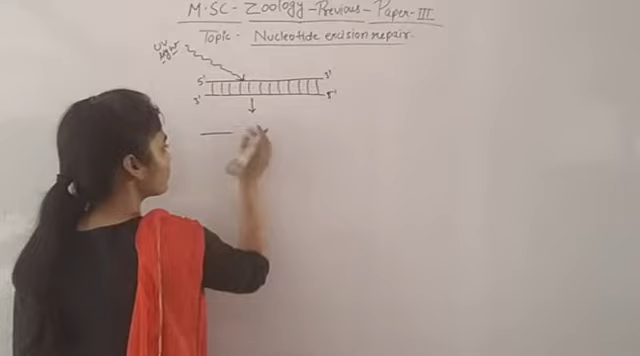 M.SC- Zoology-Previous-Paper-III
Topic- Nucleotide excision repair.
UV
light
5' 3'
3' 5'